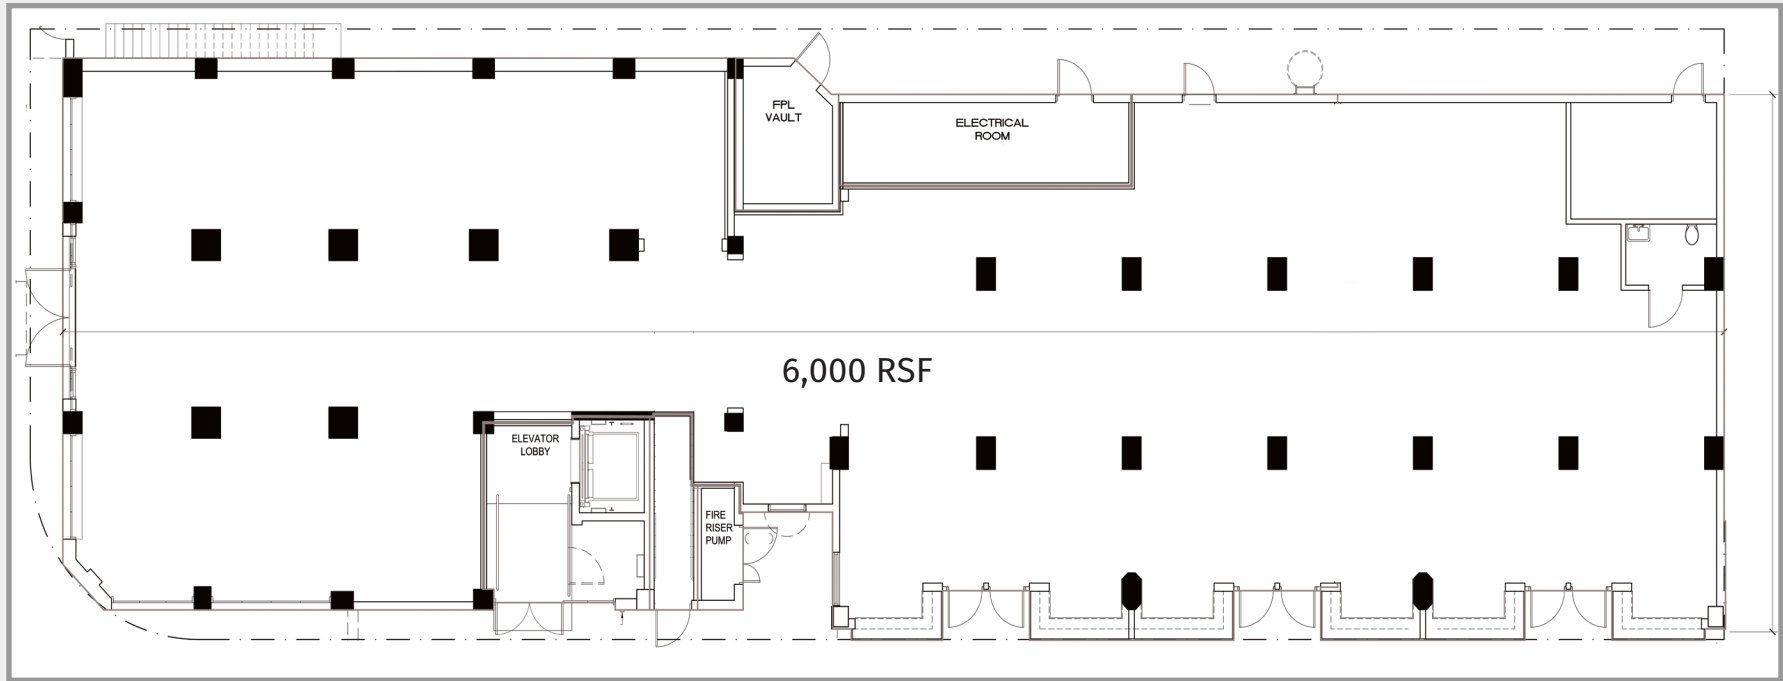 FPL
VAULT
ELECTRICAL
ROOM
6,000 RSF
ELEVATOR
LOBBY
FIRE
RISER
PUMP